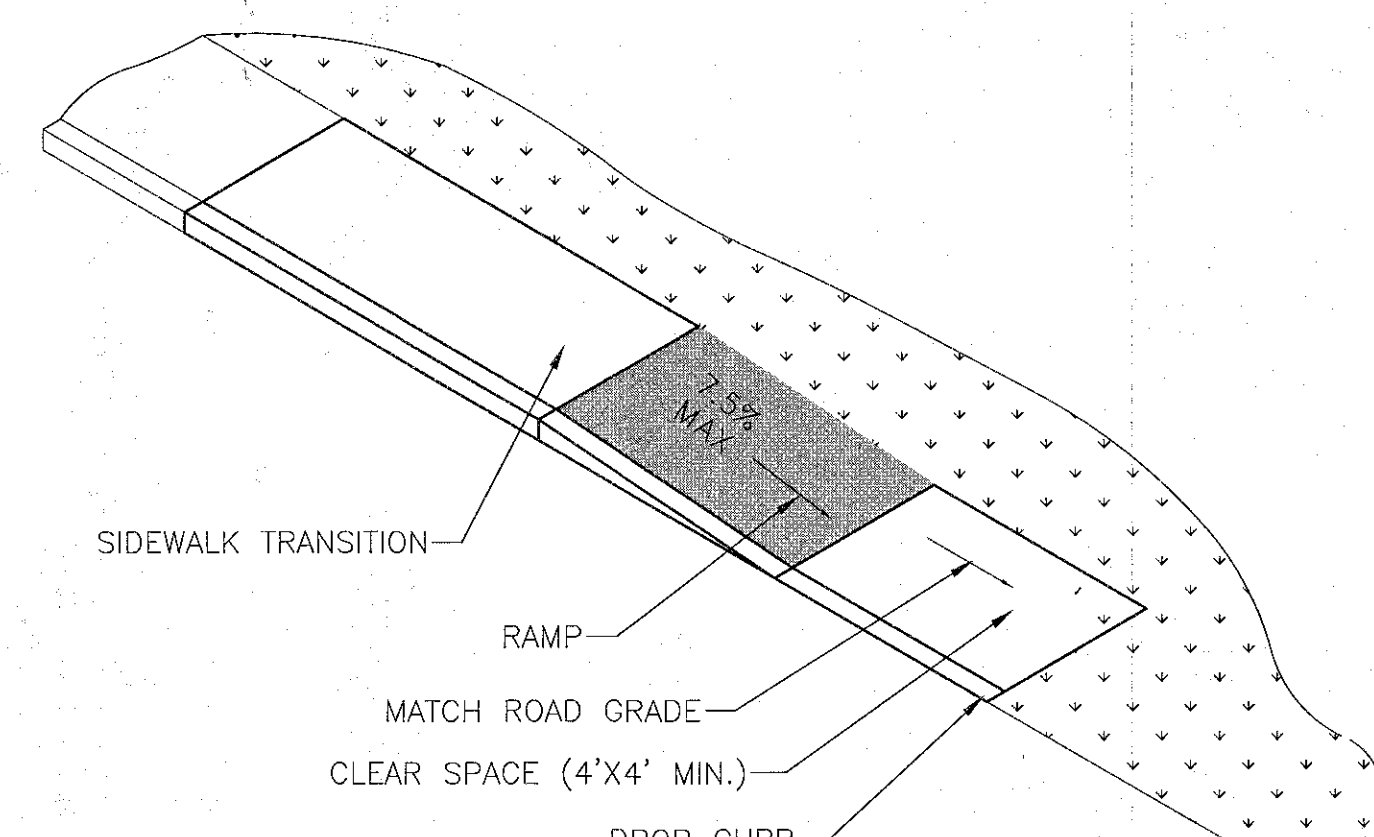 7.5%
MAX
SIDEWALK TRANSITION
RAMP
MATCH ROAD GRADE
CLEAR SPACE (4'X4' MIN.)
DROP CURB